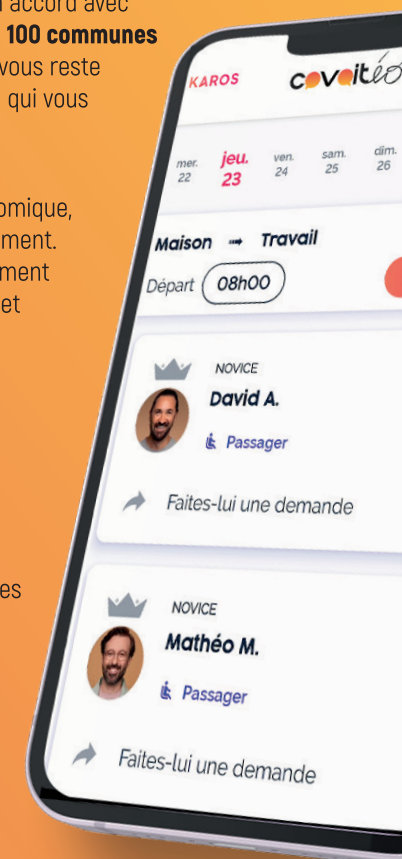 accord avec
100 communes
vous reste
qui vous
omique,
ment.
ment
et
es
KAROS
covoitéo
mer.
22
jeu.
23
ven.
24
sam.
25
dim.
26
Maison → Travail
Départ 08h00
NOVICE
David A.
Passager
Faites-lui une demande
NOVICE
Mathéo M.
Passager
Faites-lui une demande